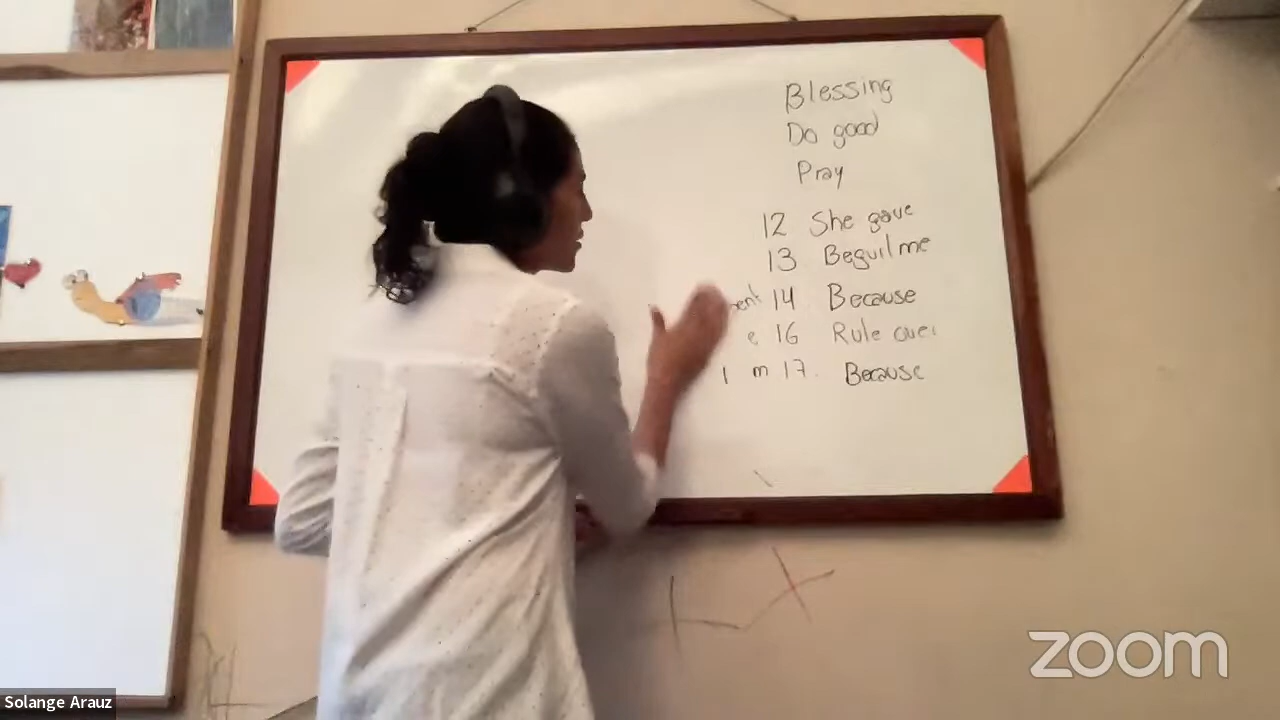 Blessing
Do good
Pray
12 She gave
13 Beguil me
14 Because
e 16 Rule over
m 17. Because
zoom
Solange Arauz